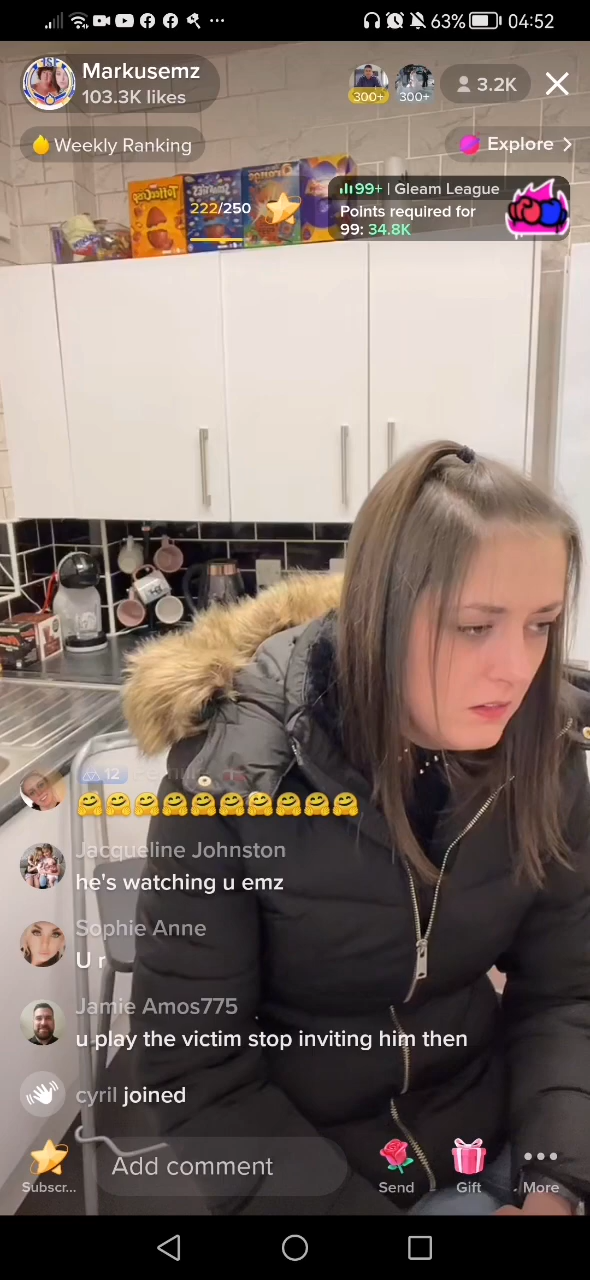 63% 04:52
Markusemz
103.3K likes
300+
300+
3.2K
Weekly Ranking
Explore >
222/250
99+ | Gleam League
Points required for
99: 34.8K
12
🤗🤗🤗🤗🤗🤗🤗🤗🤗🤗
Jacqueline Johnston
he's watching u emz
Sophie Anne
U r
Jamie Amos775
u play the victim stop inviting him then
cyril joined
Subscr...
Add comment
Send
Gift
More